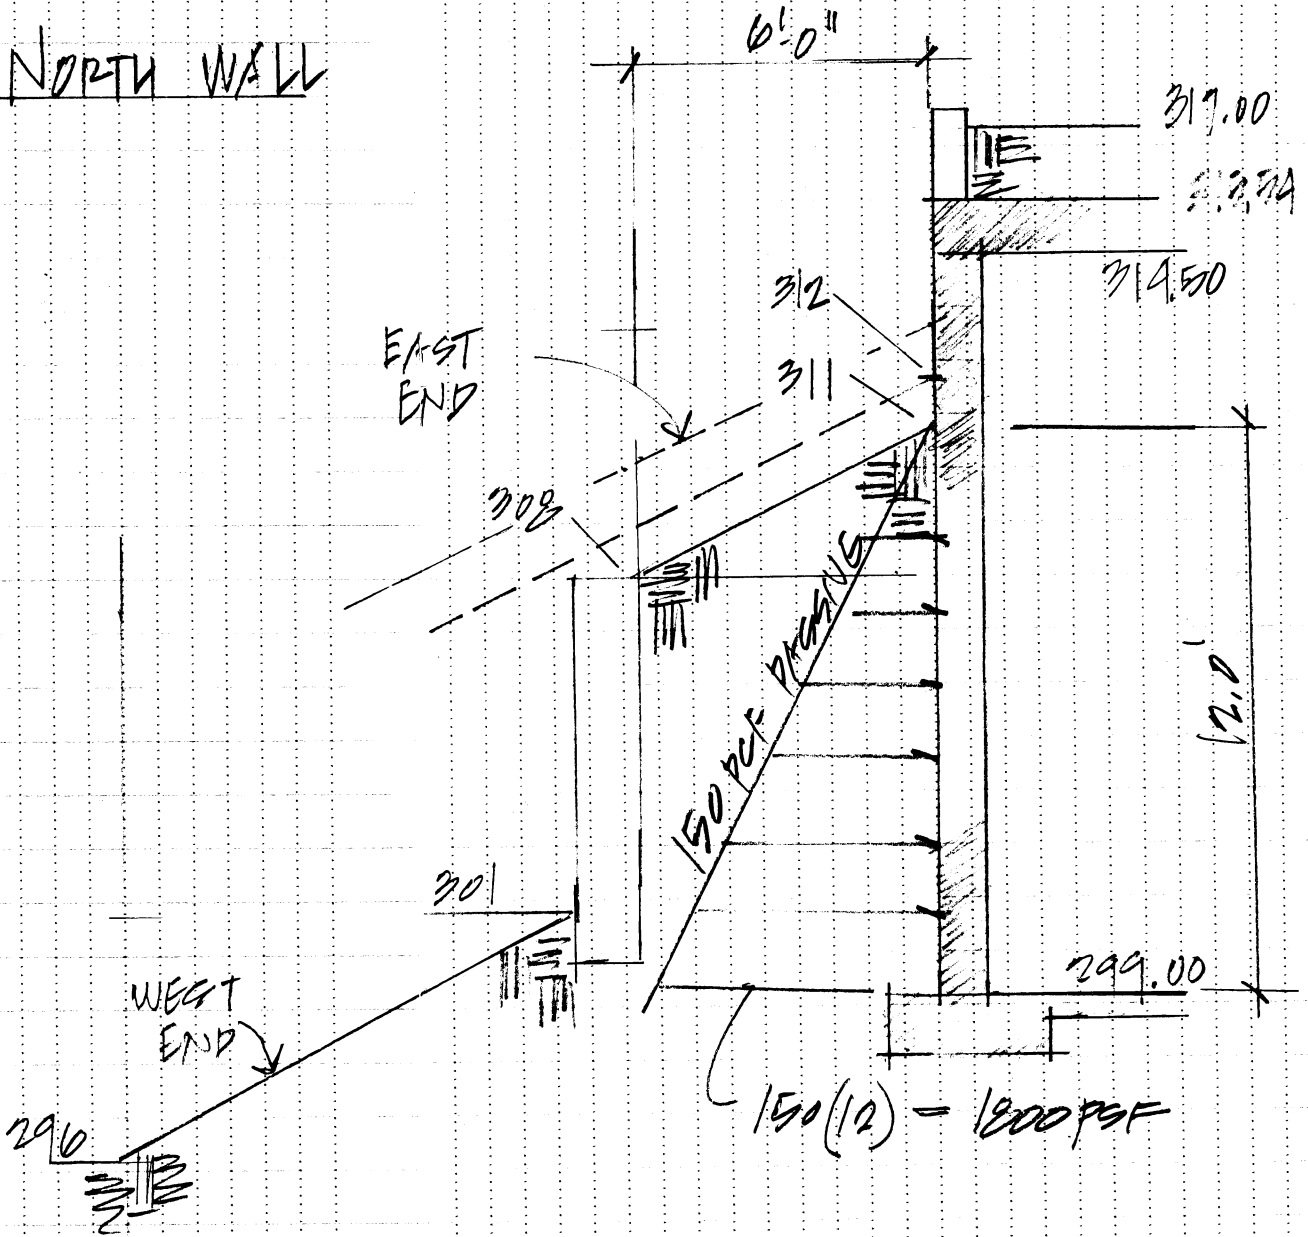 NORTH WALL
6'-0"
317.00
314.50
312
EAST
END
311
308
150 PCF PASSIVE
12.0'
301
299.00
WEST
END
150(12) = 1800 PSF
296